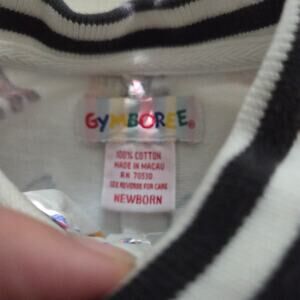 GYMBOREE®
100% COTTON
MADE IN MACAU
RN 70530
SEE REVERSE FOR CARE
NEWBORN